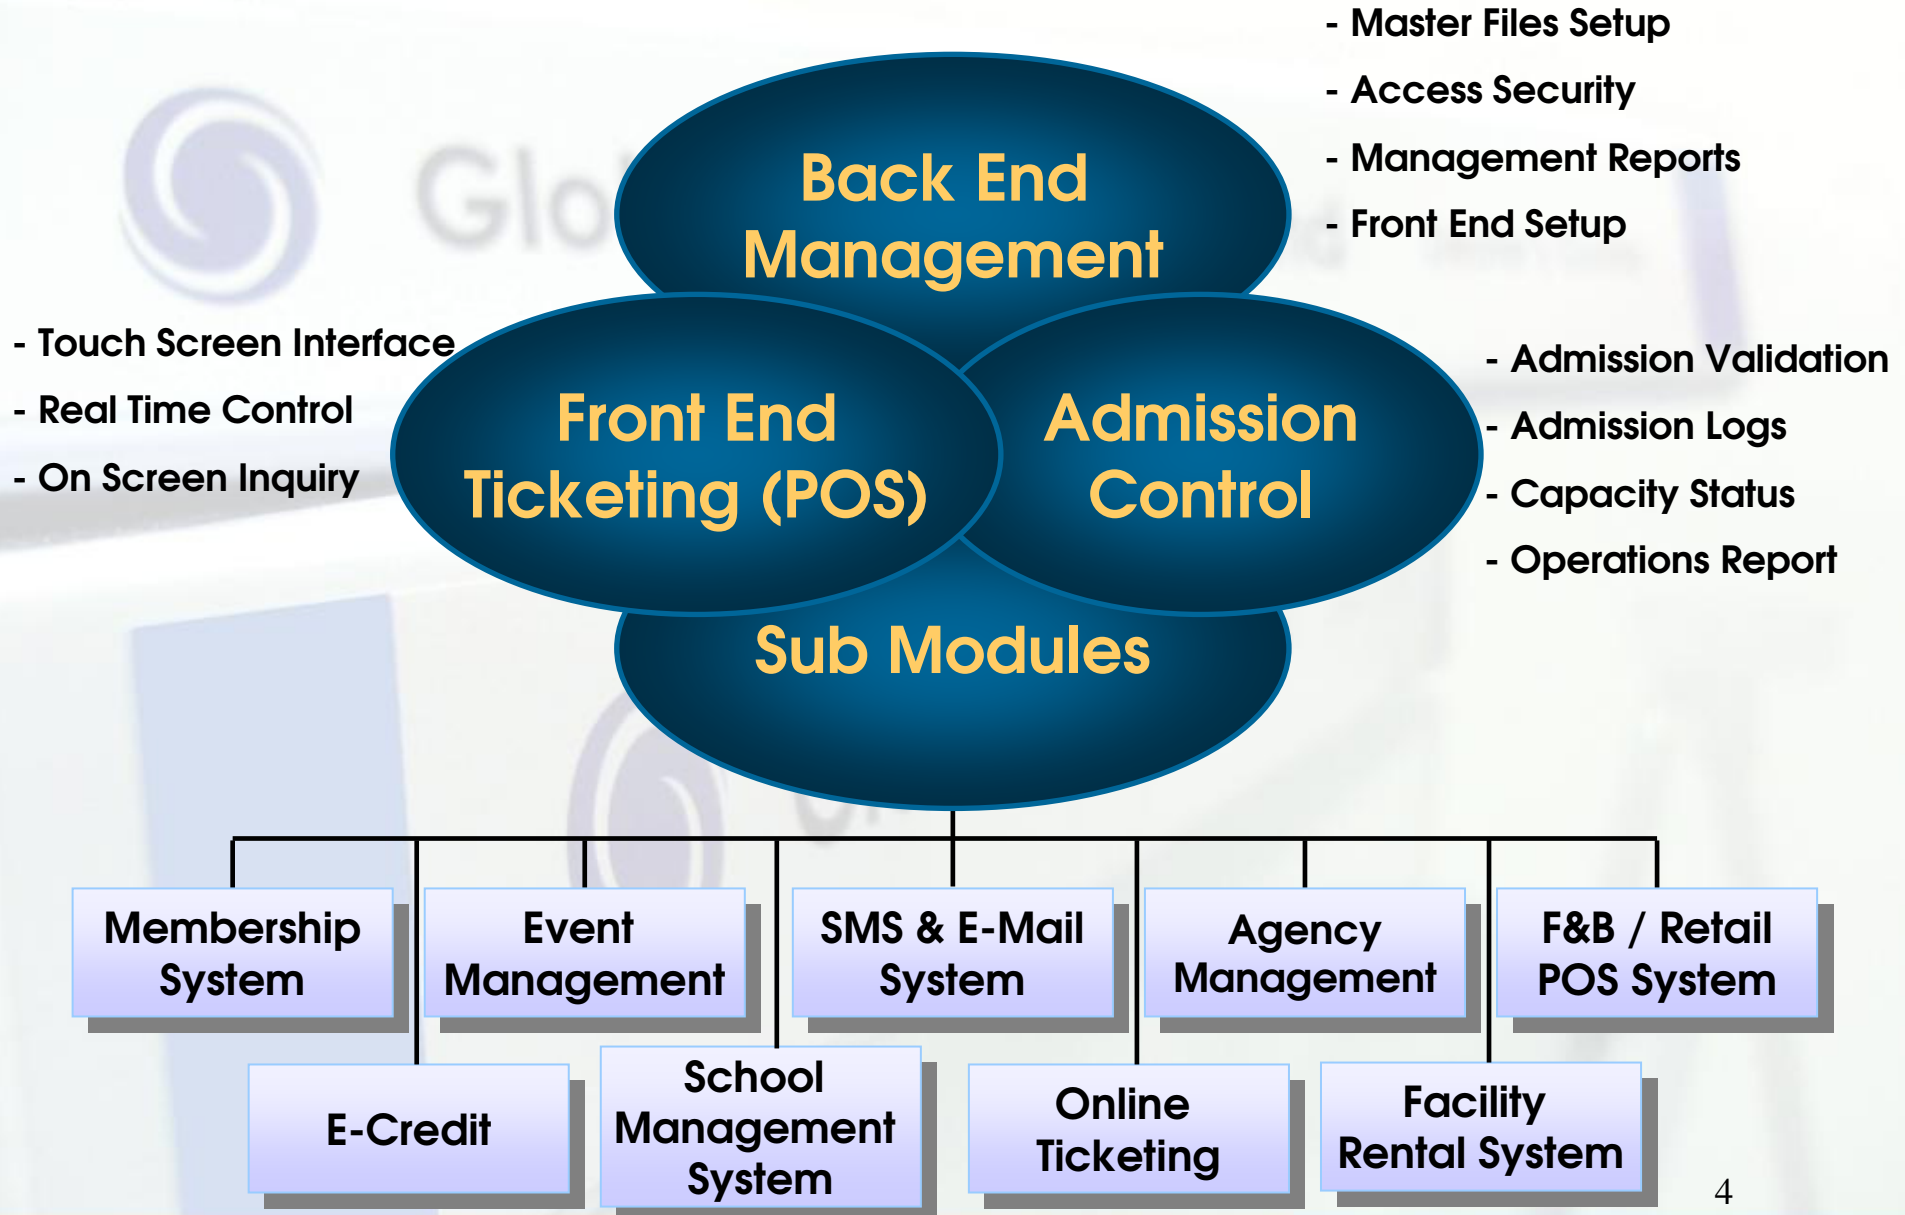 - Master Files Setup
- Access Security
- Management Reports
- Front End Setup
Back End
Management
- Touch Screen Interface
- Real Time Control
- On Screen Inquiry
Front End
Ticketing (POS)
Admission
Control
- Admission Validation
- Admission Logs
- Capacity Status
- Operations Report
Sub Modules
Membership
System
Event
Management
SMS & E-Mail
System
Agency
Management
F&B / Retail
POS System
E-Credit
School
Management
System
Online
Ticketing
Facility
Rental System
4